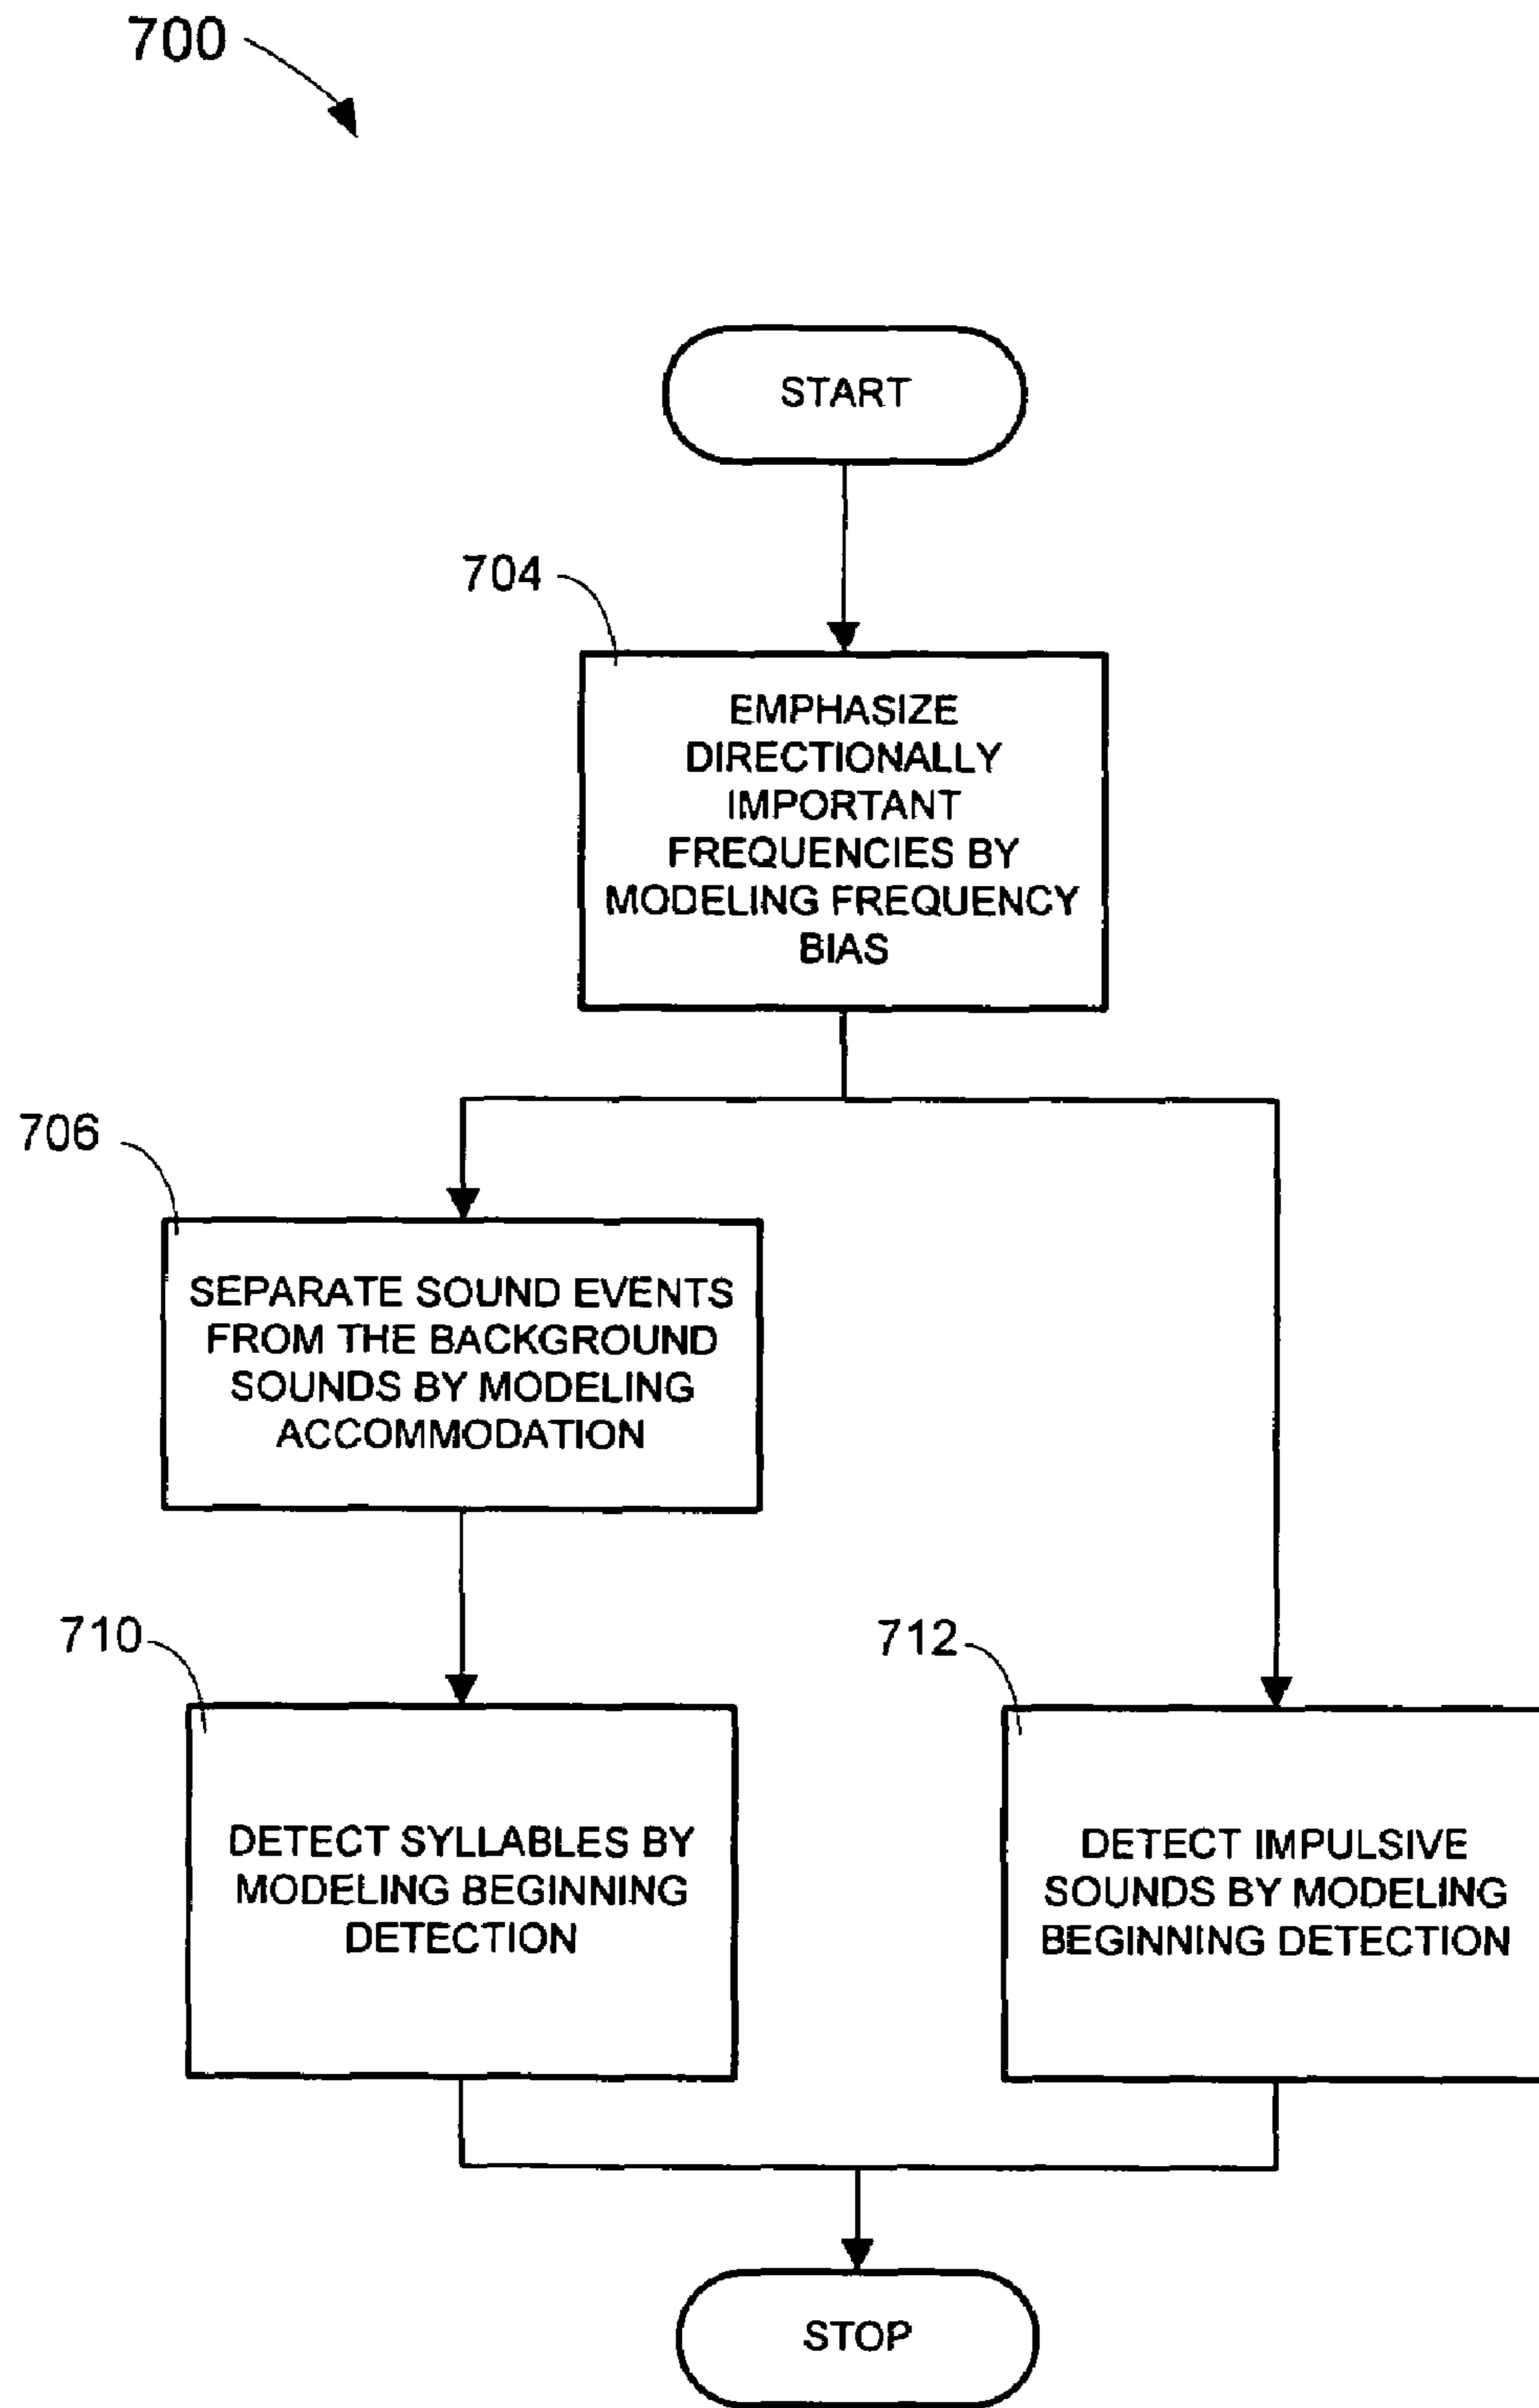 700
START
704
EMPHASIZE
DIRECTIONALLY
IMPORTANT
FREQUENCIES BY
MODELING FREQUENCY
BIAS
706
SEPARATE SOUND EVENTS
FROM THE BACKGROUND
SOUNDS BY MODELING
ACCOMMODATION
710
DETECT SYLLABLES BY
MODELING BEGINNING
DETECTION
712
DETECT IMPULSIVE
SOUNDS BY MODELING
BEGINNING DETECTION
STOP